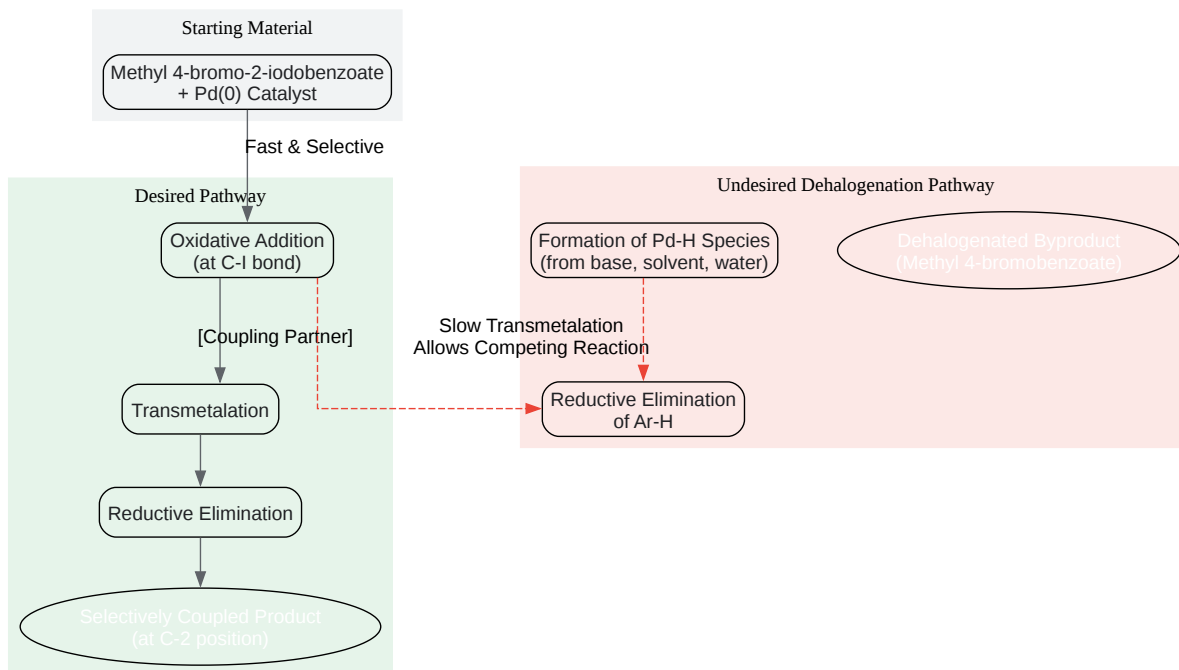 Starting Material
Methyl 4-bromo-2-iodobenzoate
+ Pd(0) Catalyst
Fast & Selective
Desired Pathway
Oxidative Addition
(at C-I bond)
[Coupling Partner]
Transmetalation
Reductive Elimination
Selectively Coupled Product
(at C-2 position)
Undesired Dehalogenation Pathway
Formation of Pd-H Species
(from base, solvent, water)
Dehalogenated Byproduct
(Methyl 4-bromobenzoate)
Slow Transmetalation
Allows Competing Reaction
Reductive Elimination
of Ar-H